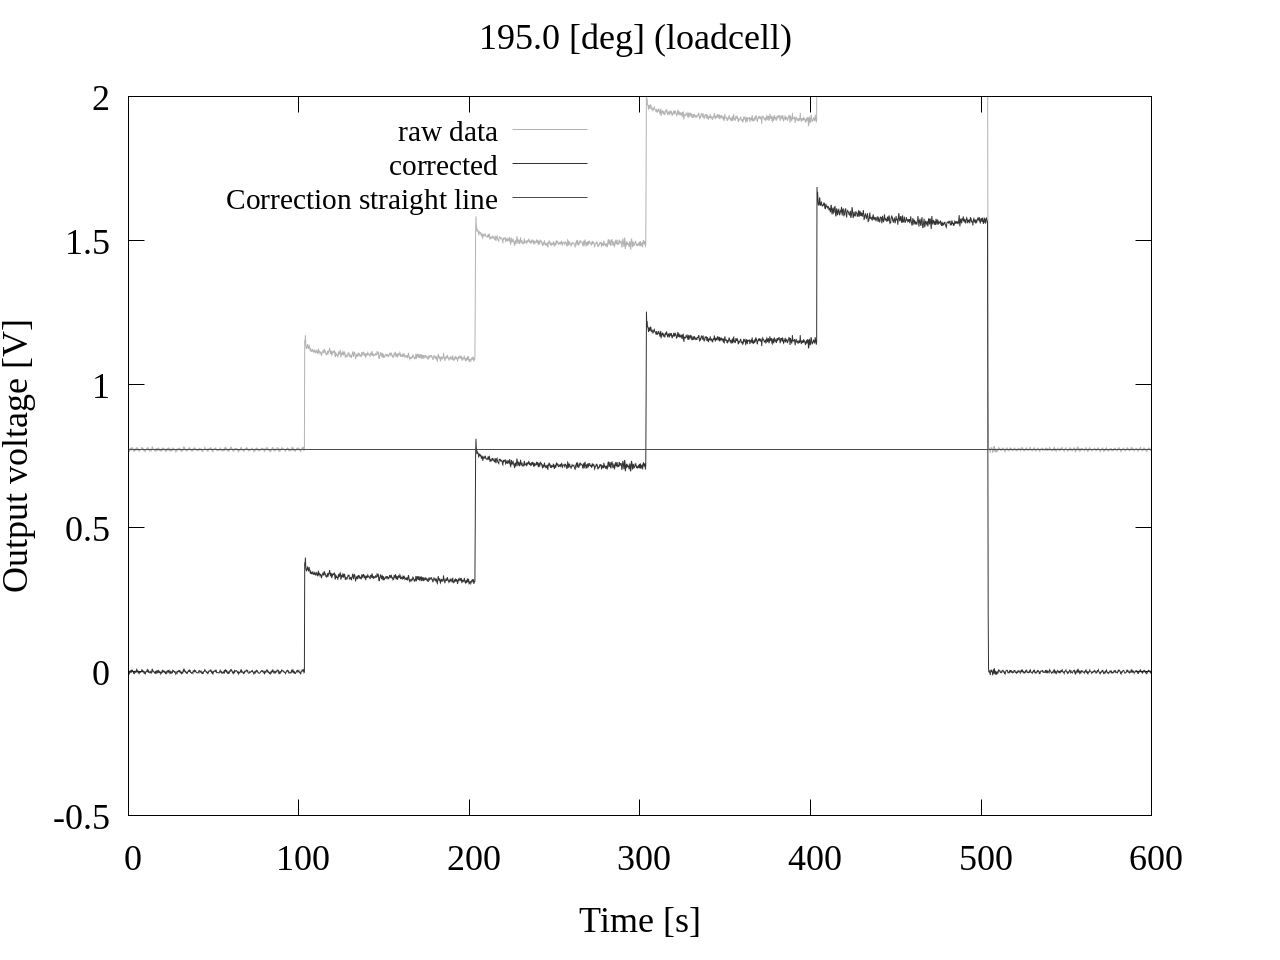 195.0 [deg] (loadcell)
2
raw data
corrected
Correction straight line
1.5
1
0.5
0
-0.5
Output voltage [V]
0 100 200 300 400 500 600
Time [s]